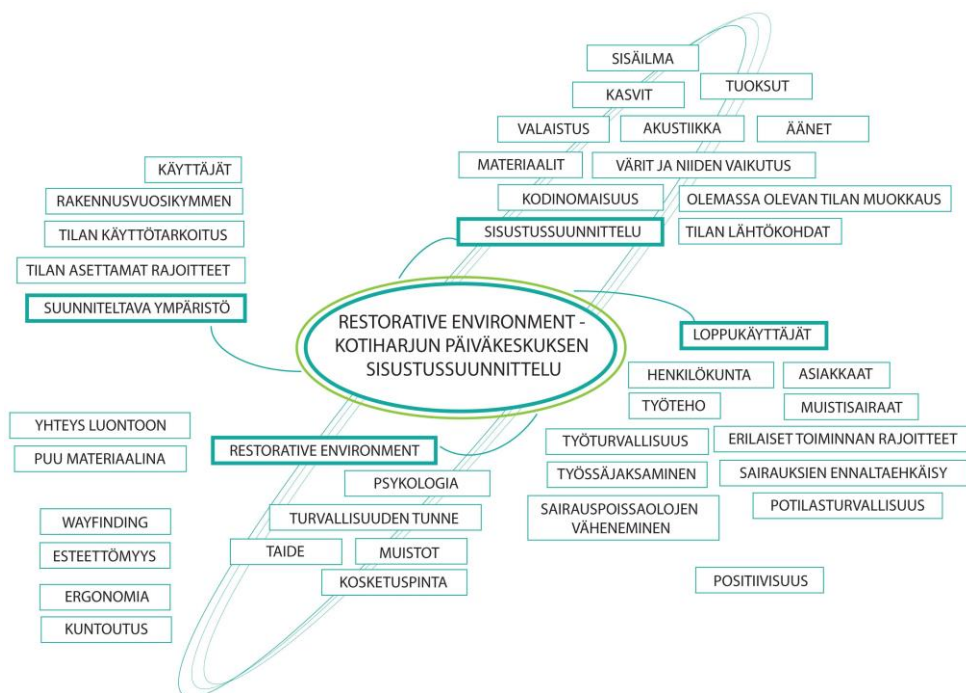 SISÄILMA
TUOKSUT
KASVIT
VALAISTUS
AKUSTIIKKA
ÄÄNET
MATERIAALIT
VÄRIT JA NIIDEN VAIKUTUS
KODINOMAISUUS
OLEMASSA OLEVAN TILAN MUOKKAUS
SISUSTUSSUUNNITTELU
TILAN LÄHTÖKOHDAT
KÄYTTÄJÄT
RAKENNUSVUOSIKYMMEN
TILAN KÄYTTÖTARKOITUS
TILAN ASETTAMAT RAJOITTEET
SUUNNITELTAVA YMPÄRISTÖ
RESTORATIVE ENVIRONMENT -
KOTIHARJUN PÄIVÄKESKUKSEN
SISUSTUSSUUNNITTELU
LOPPUKÄYTTÄJÄT
HENKILÖKUNTA
ASIAKKAAT
TYÖTEHO
MUISTISAIRAAT
TYÖTURVALLISUUS
ERILAISET TOIMINNAN RAJOITTEET
TYÖSSÄJAKSAMINEN
SAIRAUKSIEN ENNALTAEHKÄISY
SAIRAUSPOISSAOLOJEN
VÄHENEMINEN
POTILASTURVALLISUUS
POSITIIVISUUS
YHTEYS LUONTOON
PUU MATERIAALINA
RESTORATIVE ENVIRONMENT
PSYKOLOGIA
TURVALLISUUDEN TUNNE
TAIDE
MUISTOT
KOSKETUSPINTA
WAYFINDING
ESTEETTÖMYYS
ERGONOMIA
KUNTOUTUS